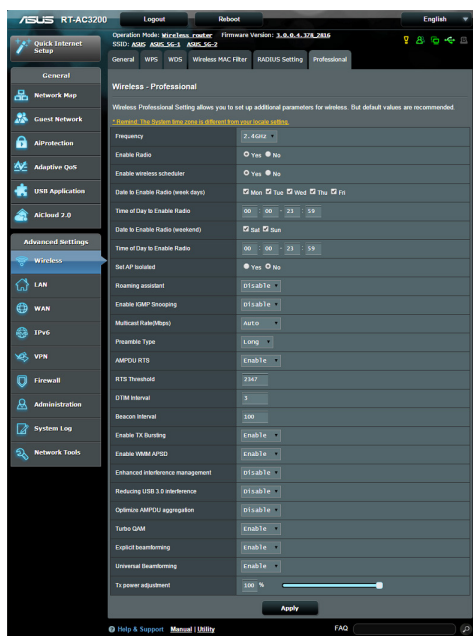 ASUS RT-AC3200 Logout Reboot English
Operation Mode: Wireless router Firmware Version: 3.0.0.4.378_2816
SSID: ASUS ASUS_5G-1 ASUS_5G-2
Quick Internet Setup
General WPS WDS Wireless MAC Filter RADIUS Setting Professional
General
Network Map
Guest Network
AiProtection
Adaptive QoS
USB Application
AiCloud 2.0
Advanced Settings
Wireless
LAN
WAN
IPv6
VPN
Firewall
Administration
System Log
Network Tools
Wireless - Professional
Wireless Professional Setting allows you to set up additional parameters for wireless. But default values are recommended.
* Remind: The System time zone is different from your locale setting.
Frequency 2.4GHz
Enable Radio Yes No
Enable wireless scheduler Yes No
Date to Enable Radio (week days) Mon Tue Wed Thu Fri
Time of Day to Enable Radio 00 : 00 - 23 : 59
Date to Enable Radio (weekend) Sat Sun
Time of Day to Enable Radio 00 : 00 - 23 : 59
Set AP Isolated Yes No
Roaming assistant Disable
Enable IGMP Snooping Disable
Multicast Rate(Mbps) Auto
Preamble Type Long
AMPDU RTS Enable
RTS Threshold 2347
DTIM Interval 3
Beacon Interval 100
Enable TX Bursting Enable
Enable WMM APSD Enable
Enhanced interference management Disable
Reducing USB 3.0 interference Disable
Optimize AMPDU aggregation Disable
Turbo QAM Enable
Explicit beamforming Enable
Universal Beamforming Enable
Tx power adjustment 100 %
Apply
Help & Support Manual | Utility FAQ